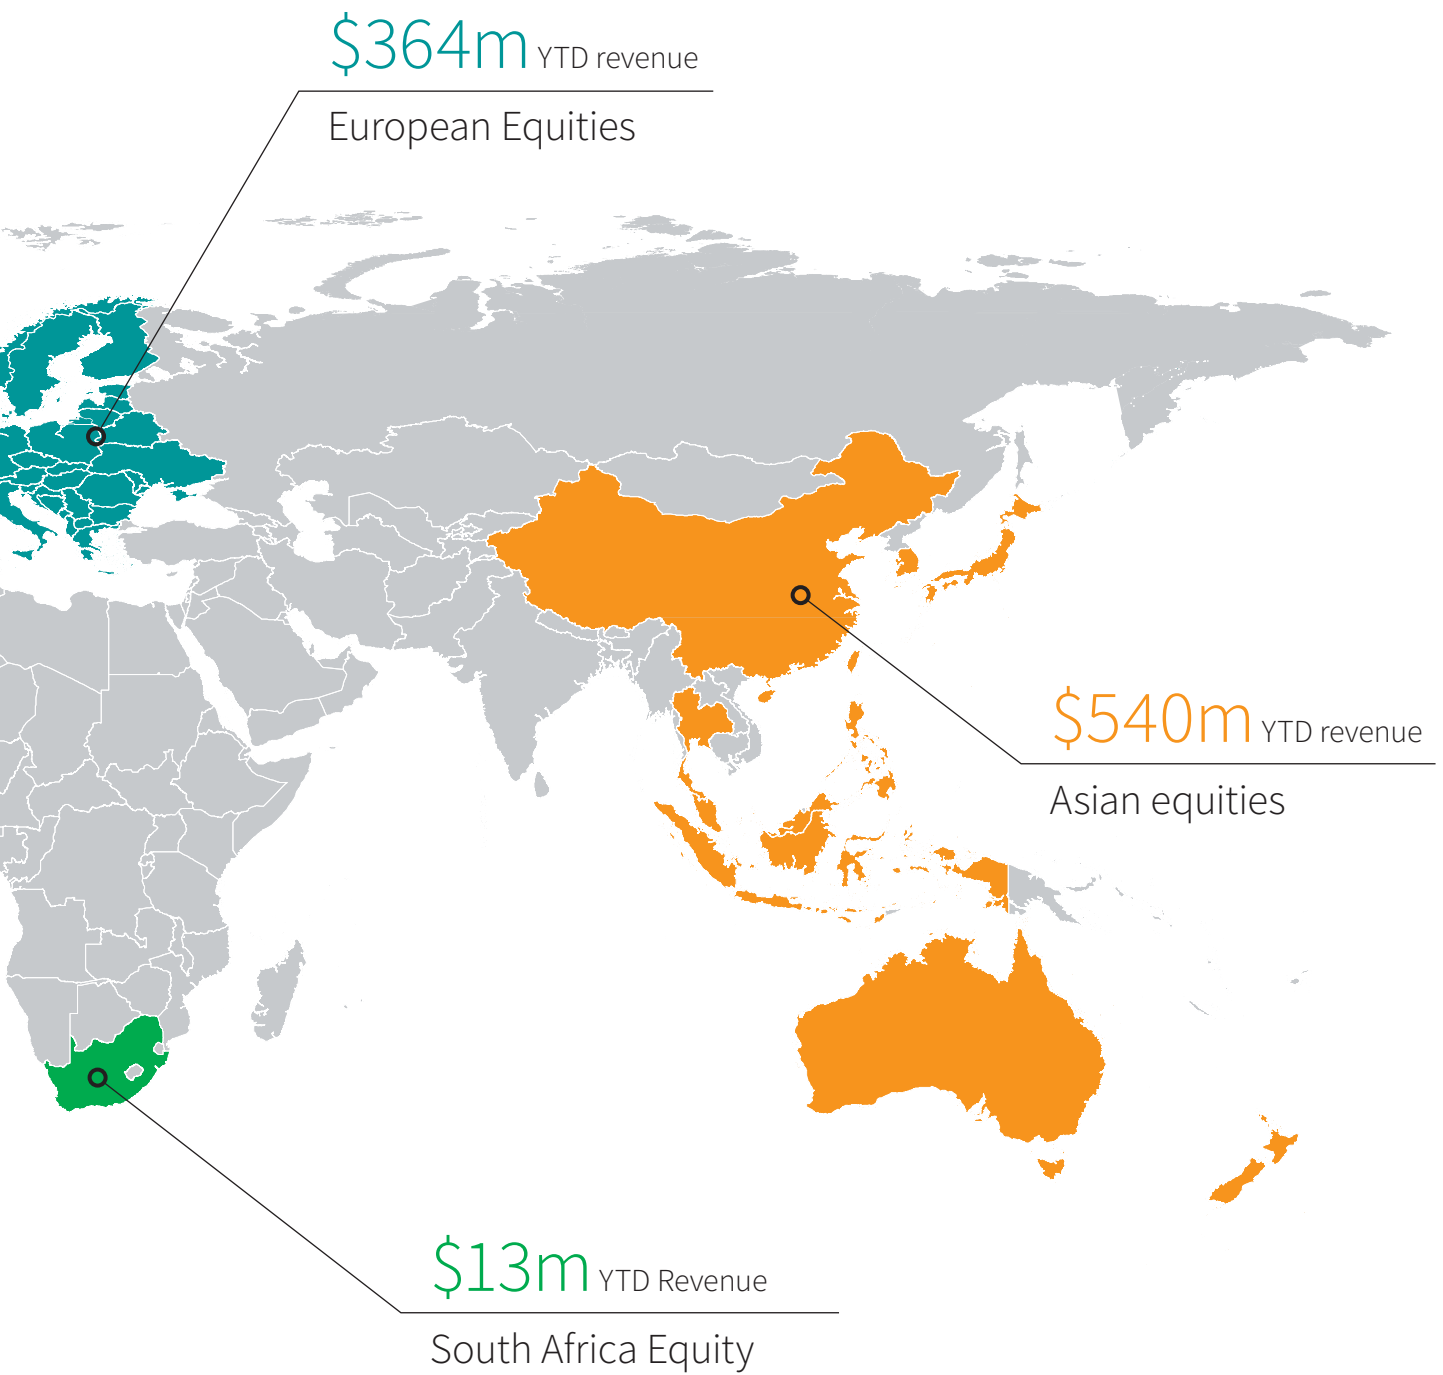 $364m YTD revenue
European Equities
$540m YTD revenue
Asian equities
$13m YTD Revenue
South Africa Equity